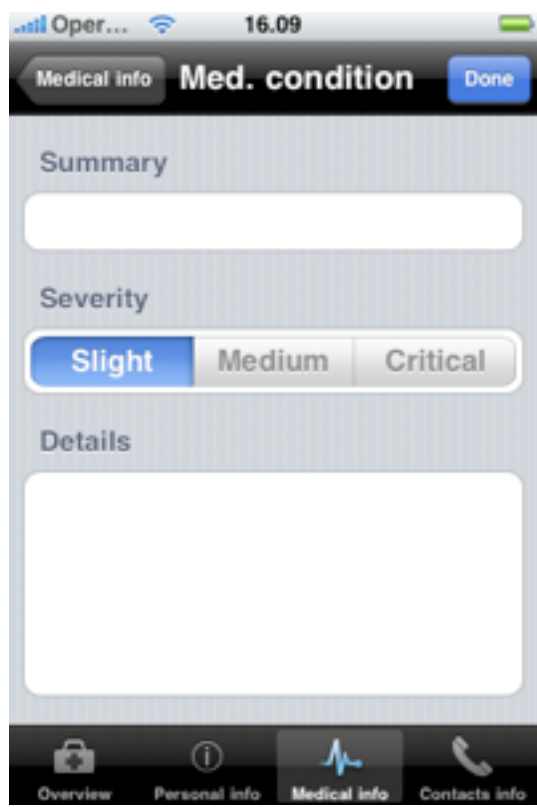 Oper... 16.09
Medical info Med. condition Done
Summary
Severity
Slight Medium Critical
Details
Overview Personal info Medical info Contacts info